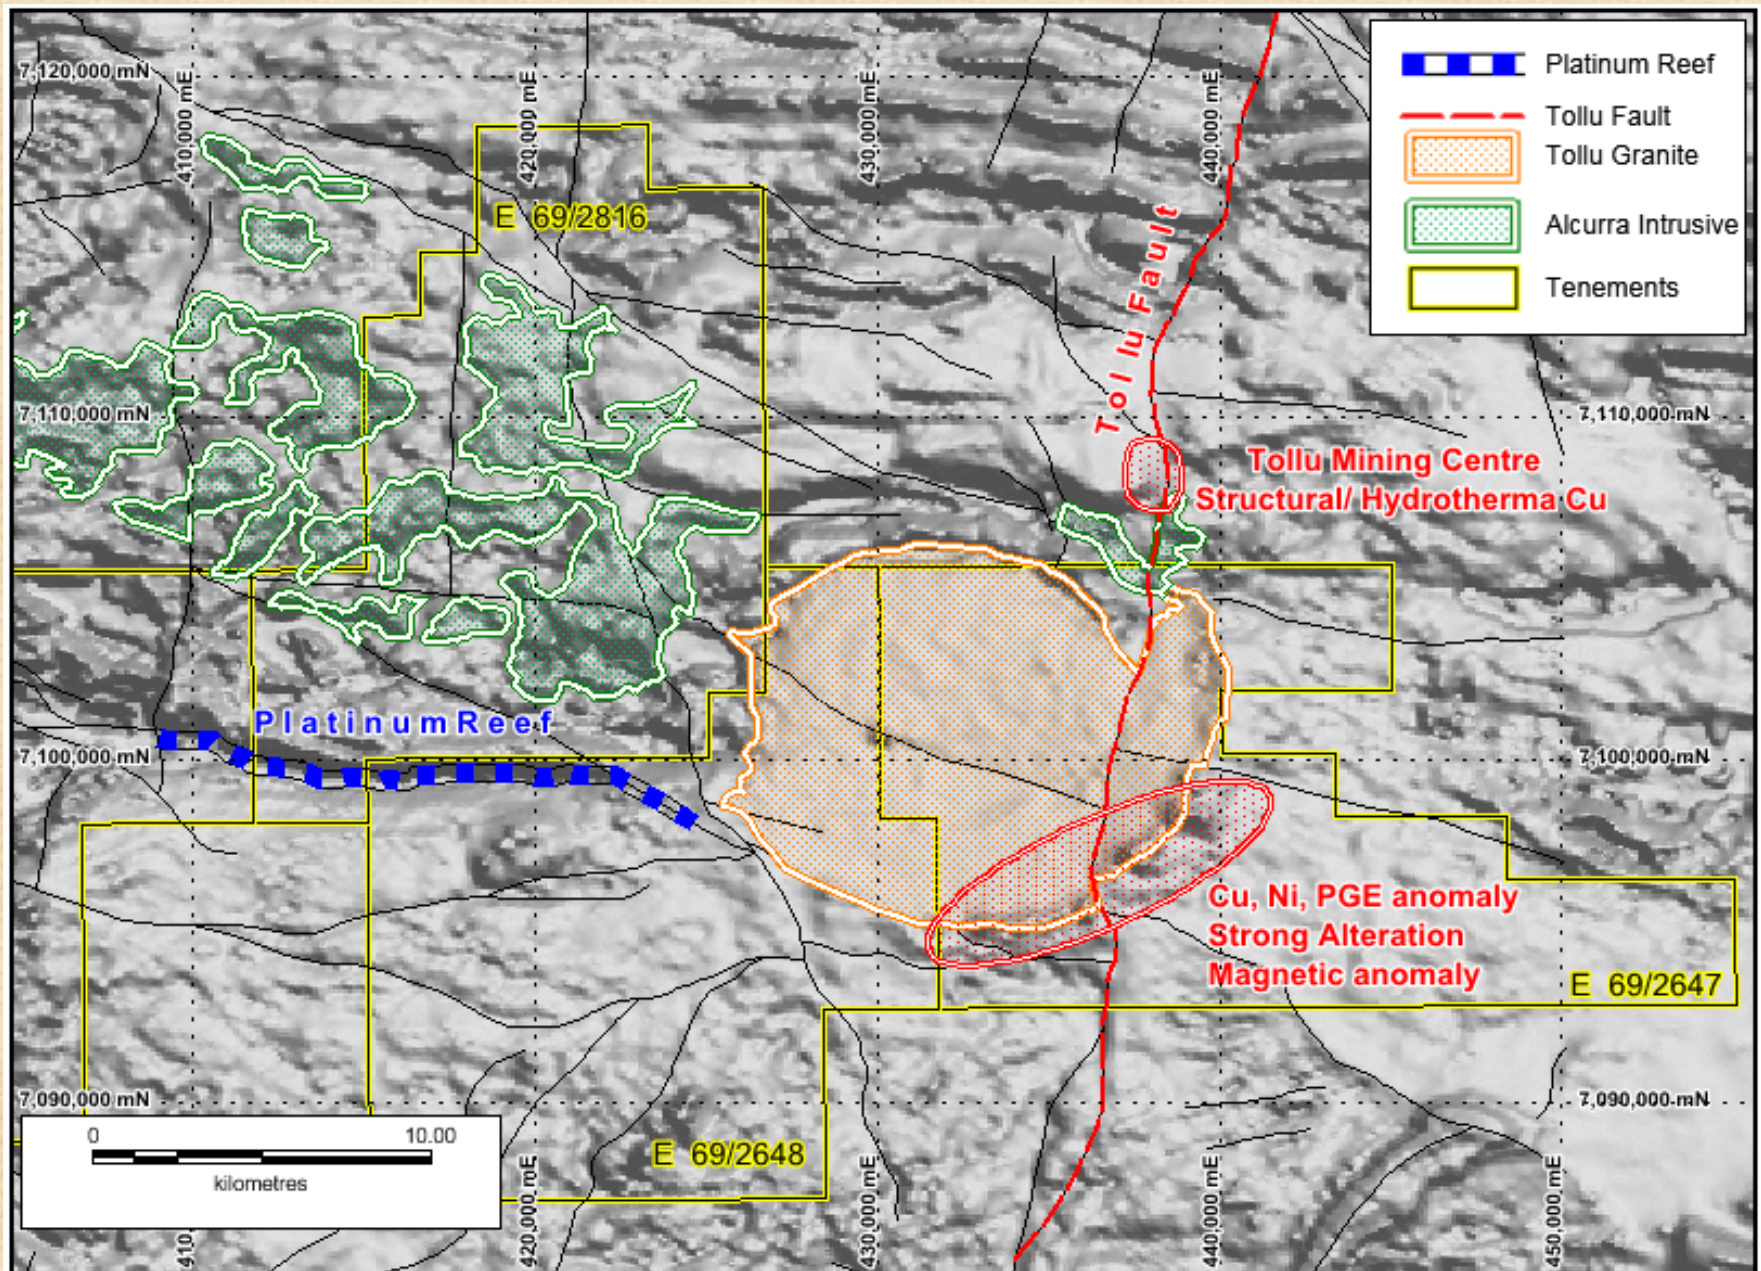 Platinum Reef
Tollu Fault
Tollu Granite
Alcurra Intrusive
Tenements
7,120,000 mN
410,000 mE
420,000 mE
430,000 mE
440,000 mE
E 69/2816
Tollu Fault
7,110,000 mN
7,110,000 mN
Tollu Mining Centre
Structural/ Hydrotherma Cu
Platinum Reef
7,100,000 mN
7,100,000 mN
Cu, Ni, PGE anomaly
Strong Alteration
Magnetic anomaly
E 69/2647
7,090,000 mN
7,090,000 mN
0 10.00
kilometres
E 69/2648
410,
420,000 mE
430,000 mE
440,000 mE
450,000 mE